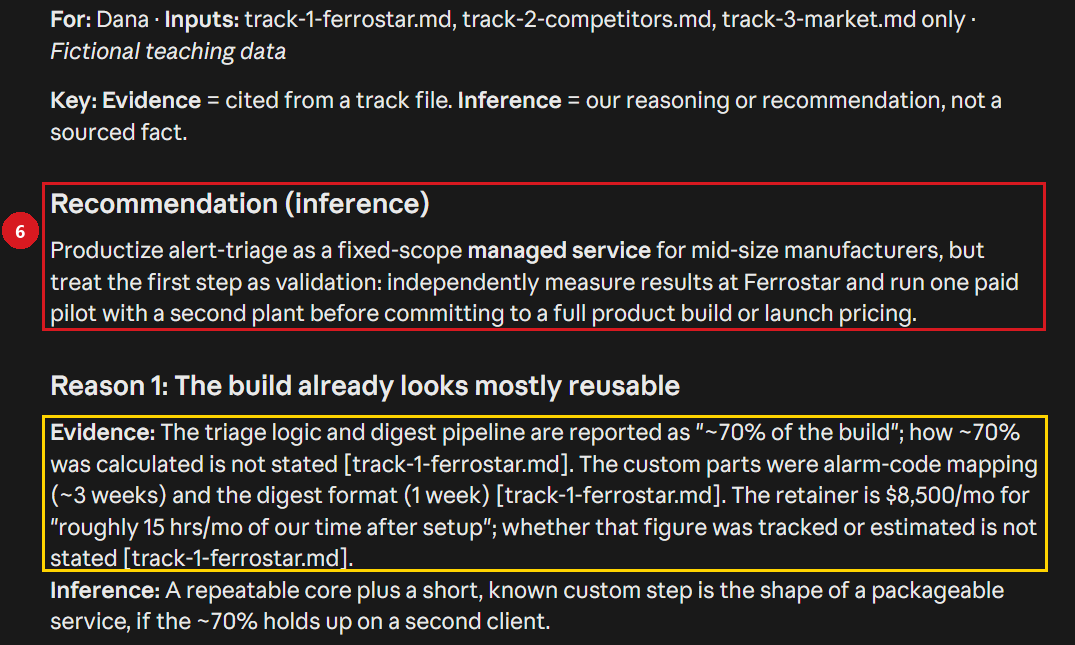 For: Dana · Inputs: track-1-ferrostar.md, track-2-competitors.md, track-3-market.md only ·
Fictional teaching data
Key: Evidence = cited from a track file. Inference = our reasoning or recommendation, not a
sourced fact.
6
Recommendation (inference)
Productize alert-triage as a fixed-scope managed service for mid-size manufacturers, but
treat the first step as validation: independently measure results at Ferrostar and run one paid
pilot with a second plant before committing to a full product build or launch pricing.
Reason 1: The build already looks mostly reusable
Evidence: The triage logic and digest pipeline are reported as "~70% of the build"; how ~70%
was calculated is not stated [track-1-ferrostar.md]. The custom parts were alarm-code mapping
(~3 weeks) and the digest format (1 week) [track-1-ferrostar.md]. The retainer is $8,500/mo for
"roughly 15 hrs/mo of our time after setup"; whether that figure was tracked or estimated is not
stated [track-1-ferrostar.md].
Inference: A repeatable core plus a short, known custom step is the shape of a packageable
service, if the ~70% holds up on a second client.